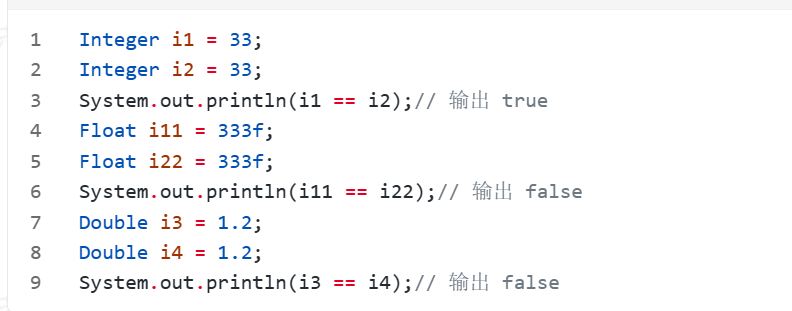 1 Integer i1 = 33;
2 Integer i2 = 33;
3 System.out.println(i1 == i2);// 输出 true
4 Float i11 = 333f;
5 Float i22 = 333f;
6 System.out.println(i11 == i22);// 输出 false
7 Double i3 = 1.2;
8 Double i4 = 1.2;
9 System.out.println(i3 == i4);// 输出 false